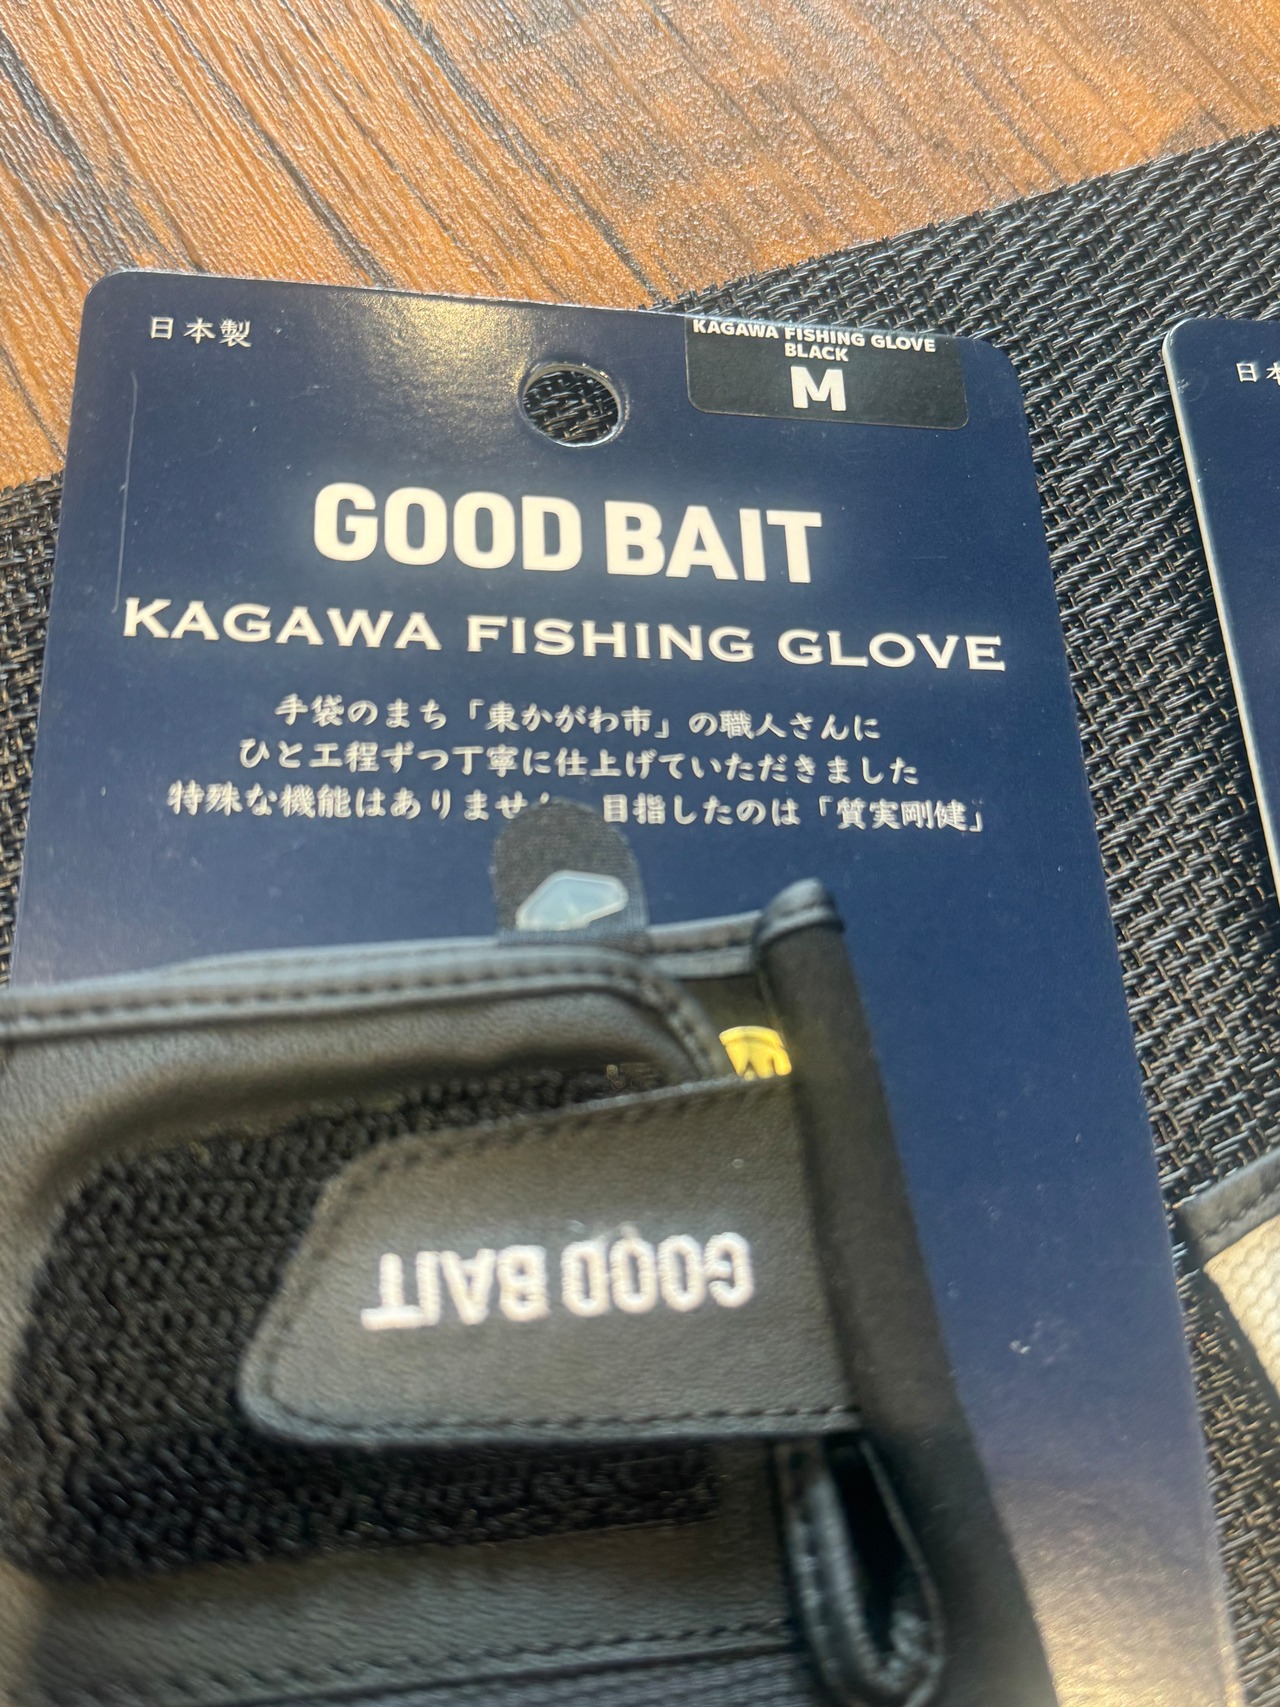 日本製
KAGAWA FISHING GLOVE
BLACK
M
GOOD BAIT
KAGAWA FISHING GLOVE
手袋のまち「東かがわ市」の職人さんに
ひと工程ずつ丁寧に仕上げていただきました
特殊な機能はありませ 目指したのは「質実剛健」
GOOD BAIT
日本